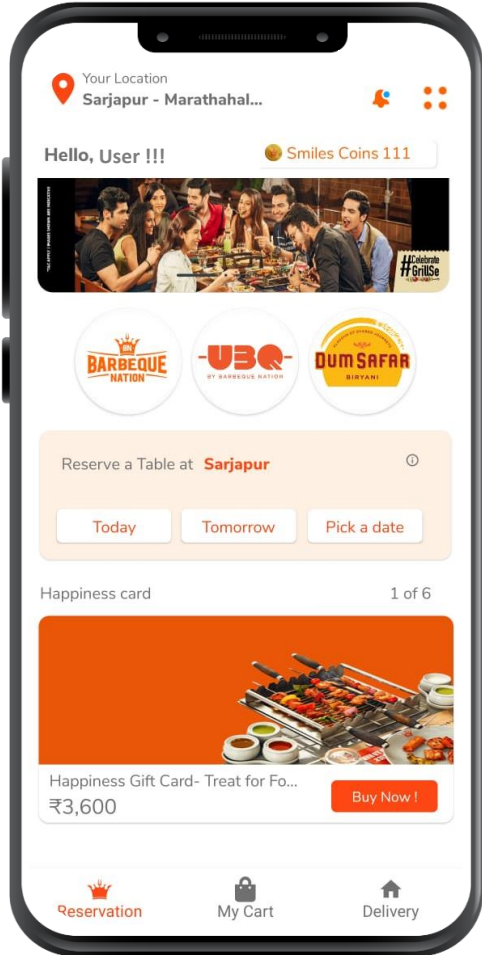 Your Location
Sarjapur - Marathahal...
Hello, User !!!
Smiles Coins 111
#Celebrate
GrillSe
BN
BARBEQUE
NATION
-UBQ-
BY BARBEQUE NATION
DUM SAFAR
BIRYANI
Reserve a Table at Sarjapur
Today
Tomorrow
Pick a date
Happiness card
1 of 6
Happiness Gift Card- Treat for Fo...
₹3,600
Buy Now !
Reservation
My Cart
Delivery